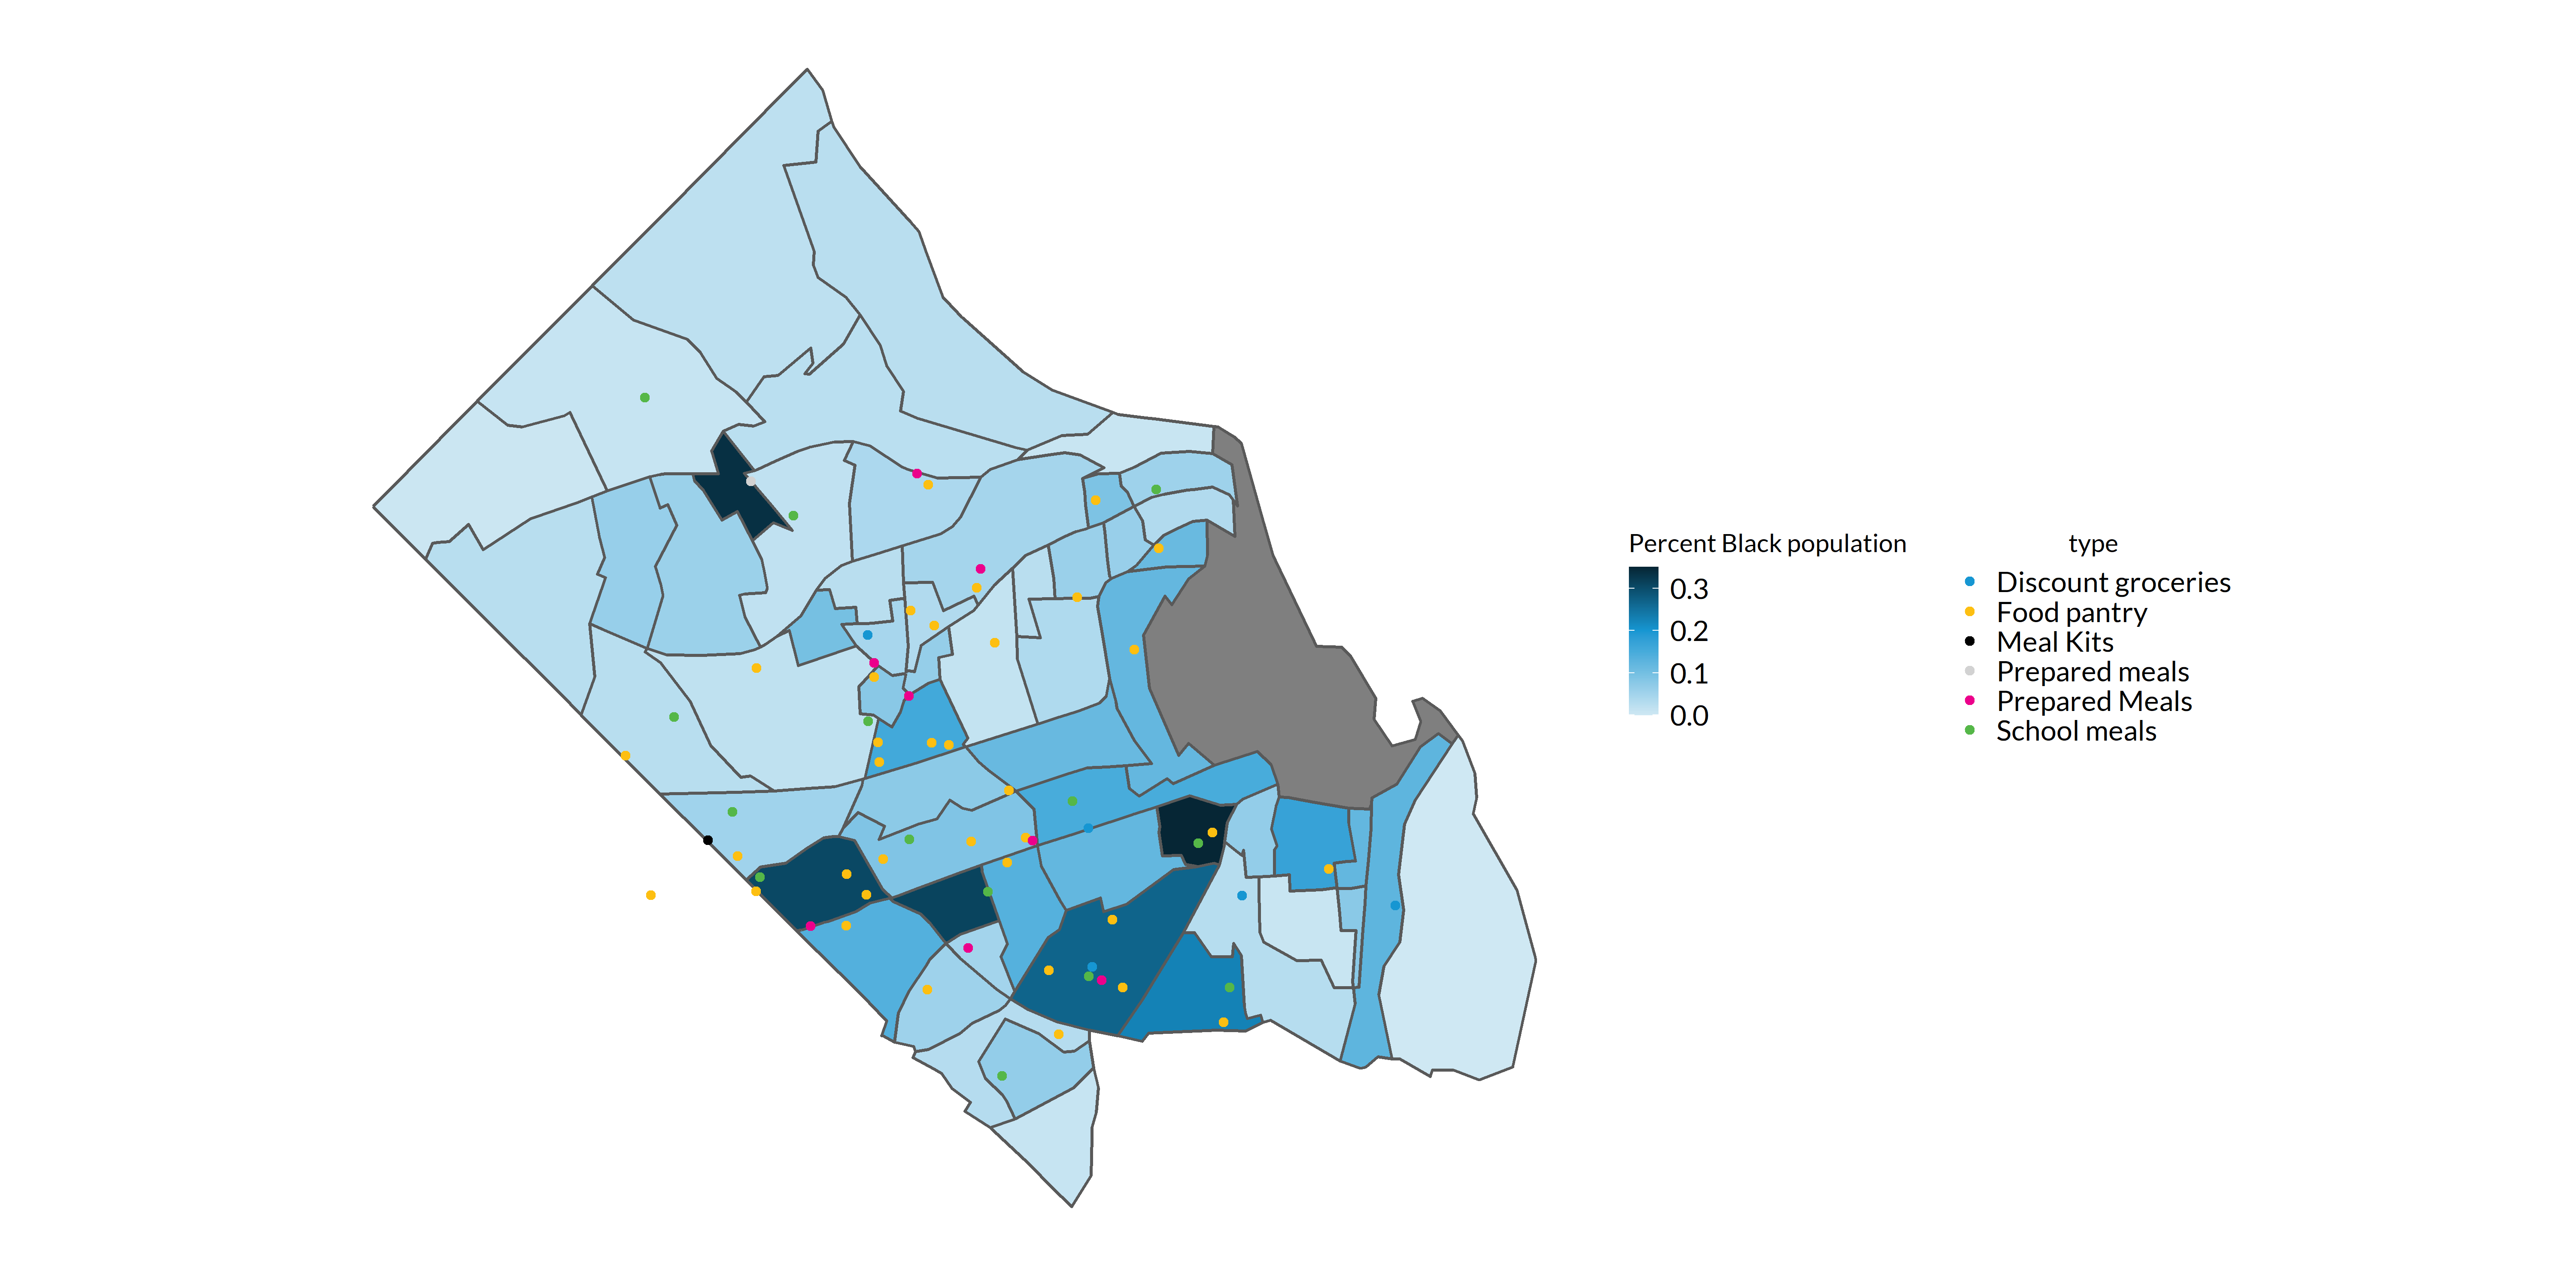 Percent Black population
0.3
0.2
0.1
0.0
type
Discount groceries
Food pantry
Meal Kits
Prepared meals
Prepared Meals
School meals